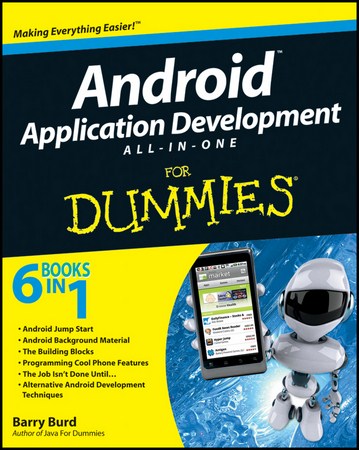 Making Everything Easier!™
Android™
Application Development
ALL-IN-ONE
FOR
DUMMIES®
6 BOOKS
IN 1
• Android Jump Start
• Android Background Material
• The Building Blocks
• Programming Cool Phone Features
• The Job Isn't Done Until…
• Alternative Android Development
Techniques
Barry Burd
Author of Java For Dummies
market